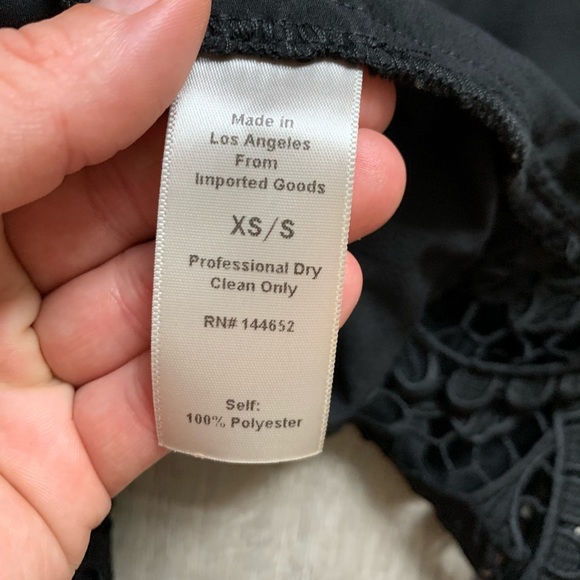 Made in
Los Angeles
From
Imported Goods
XS/S
Professional Dry
Clean Only
RN# 144652
Self:
100% Polyester